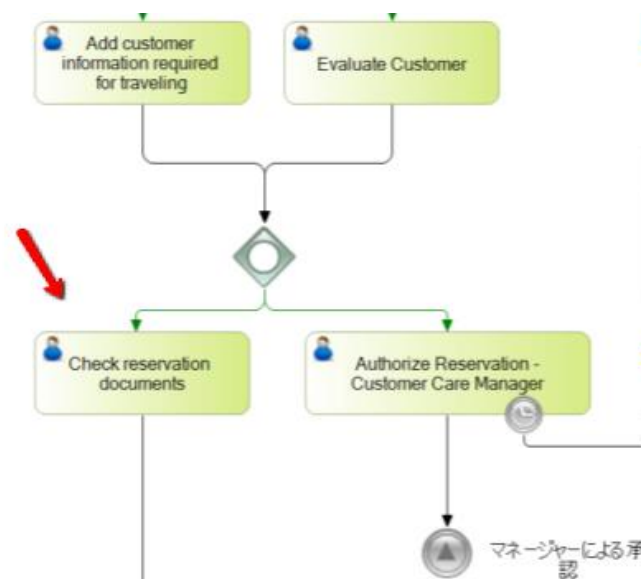 Add customer
information required
for traveling
Evaluate Customer
Check reservation
documents
Authorize Reservation -
Customer Care Manager
マネージャーによる承
認